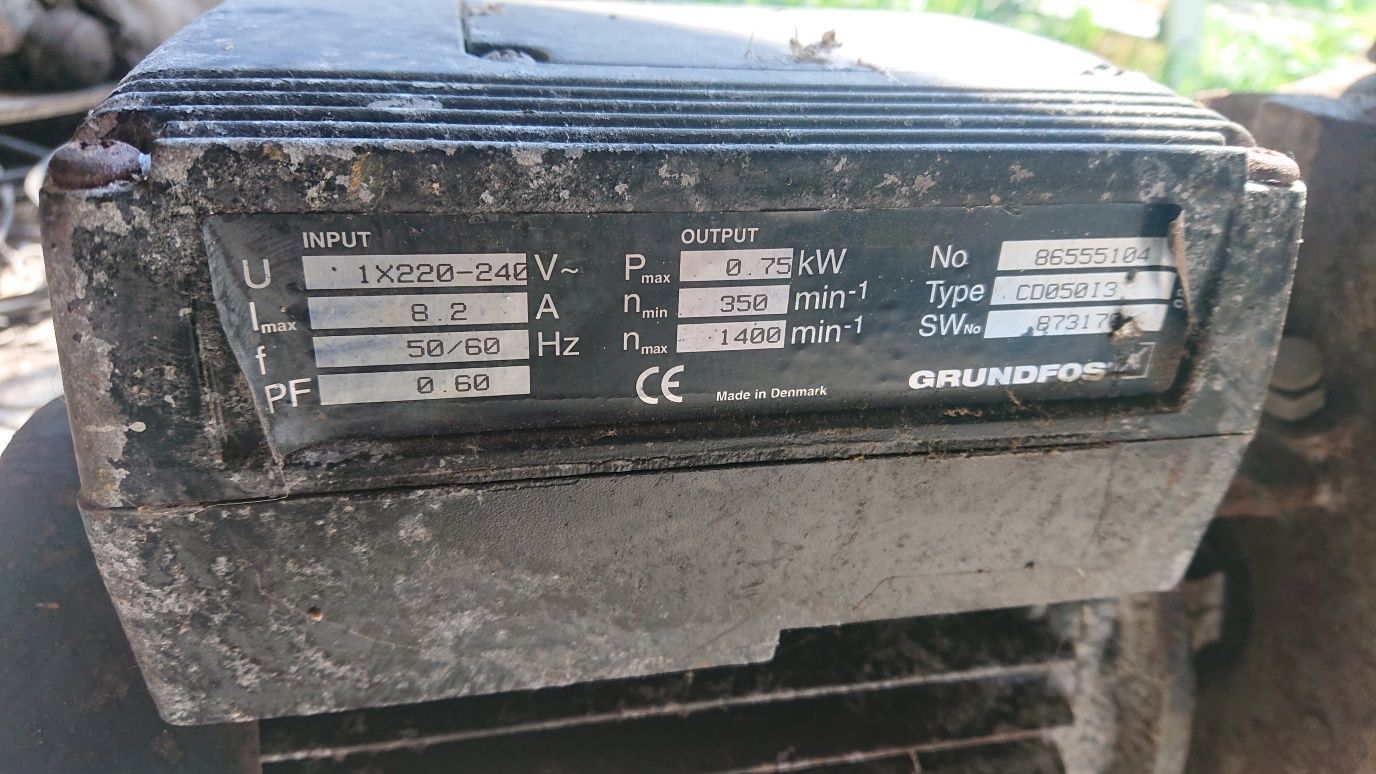 INPUT
U 1X220-240 V~
Imax 8.2 A
f 50/60 Hz
PF 0.60
OUTPUT
Pmax 0.75 kW
nmin 350 min-1
nmax 1400 min-1
CE Made in Denmark
No 86555104
Type CD05013
SWNo 87317
GRUNDFOS